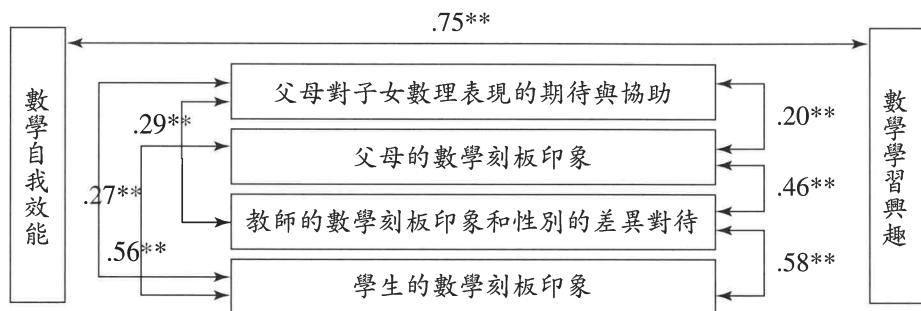 .75**
數學自我效能
父母對子女數理表現的期待與協助
.29**
.20**
父母的數學刻板印象
.27**
.46**
教師的數學刻板印象和性別的差異對待
.56**
.58**
學生的數學刻板印象
數學學習興趣